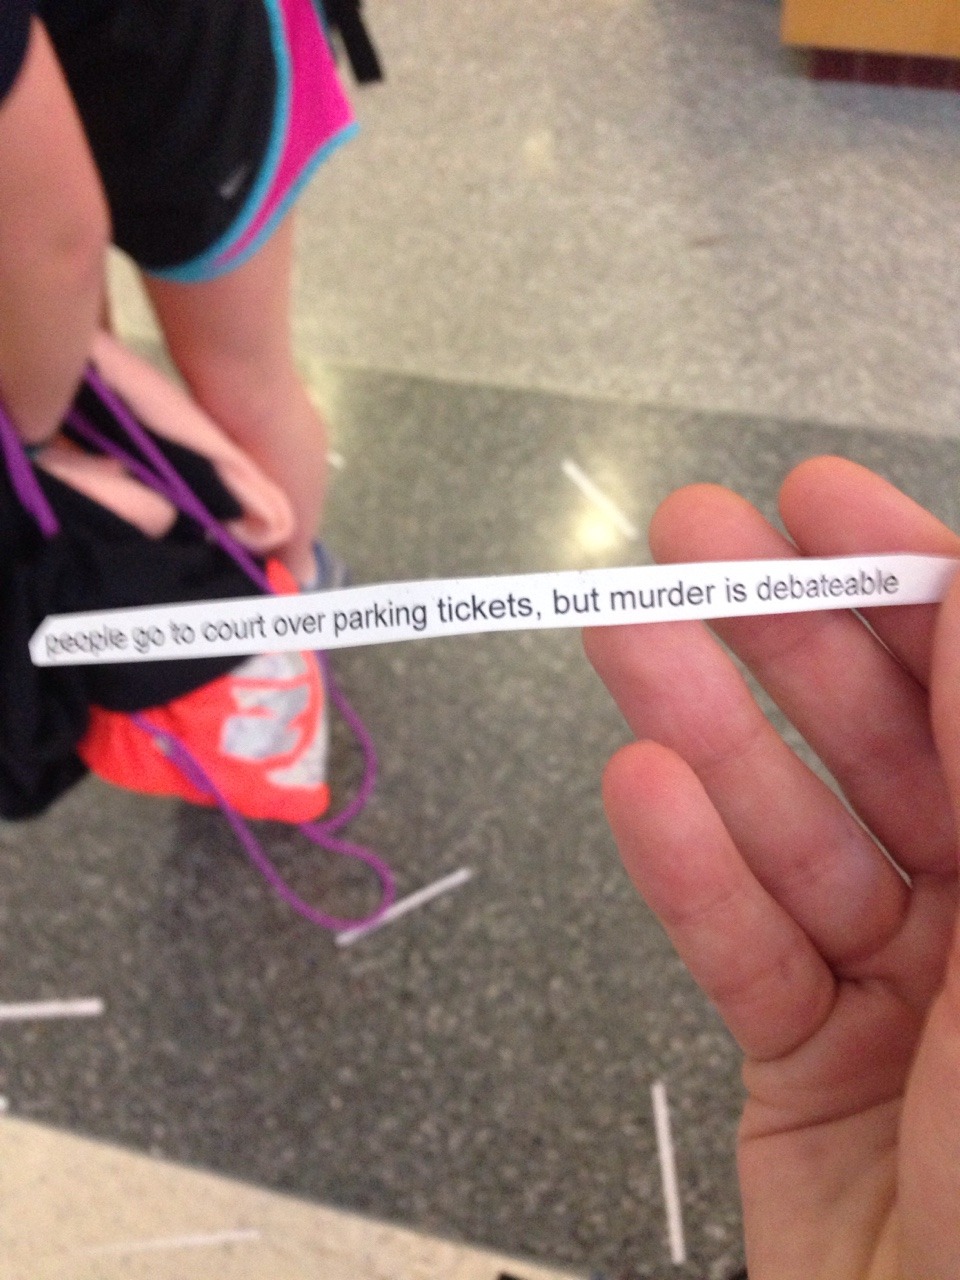 people go to court over parking tickets, but murder is debateable